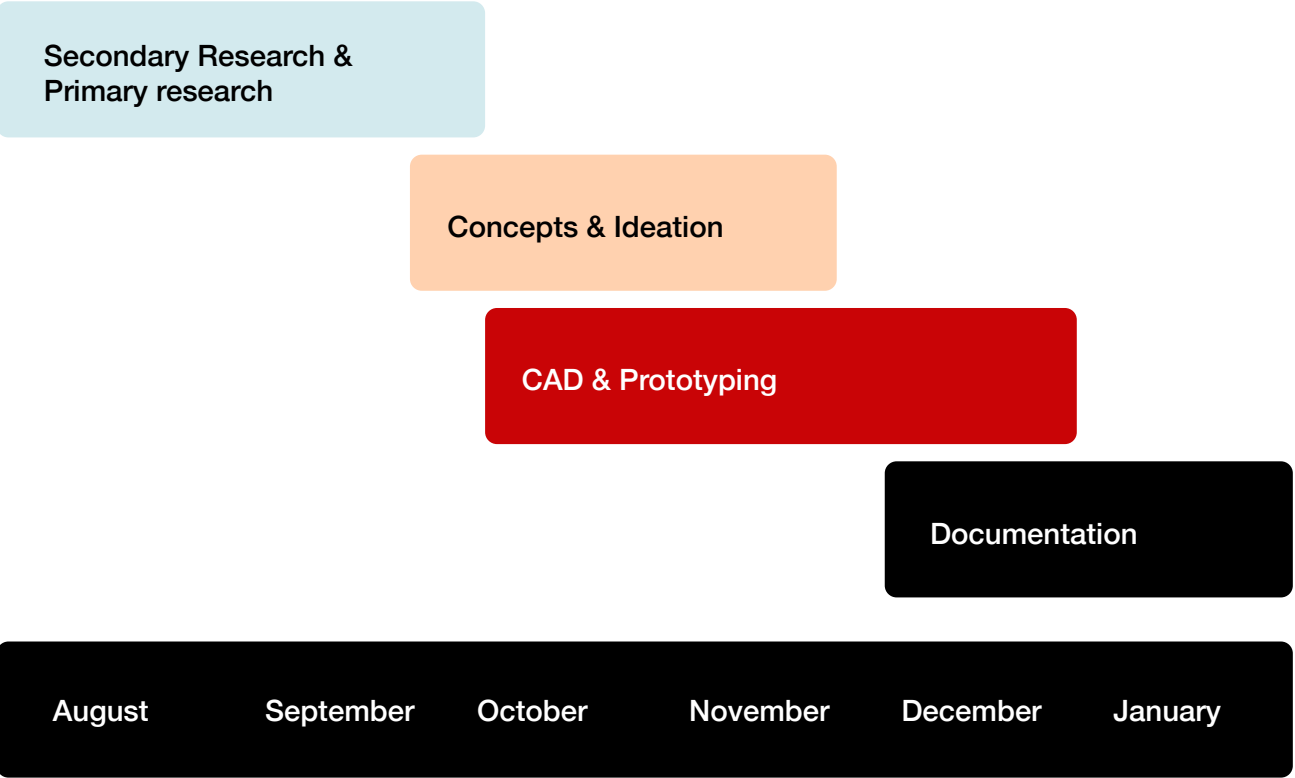 Secondary Research &
Primary research
Concepts & Ideation
CAD & Prototyping
Documentation
August September October November December January